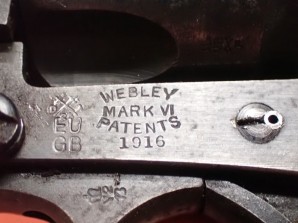 WEBLEY
MARK VI
PATENTS
1916
EU
GB